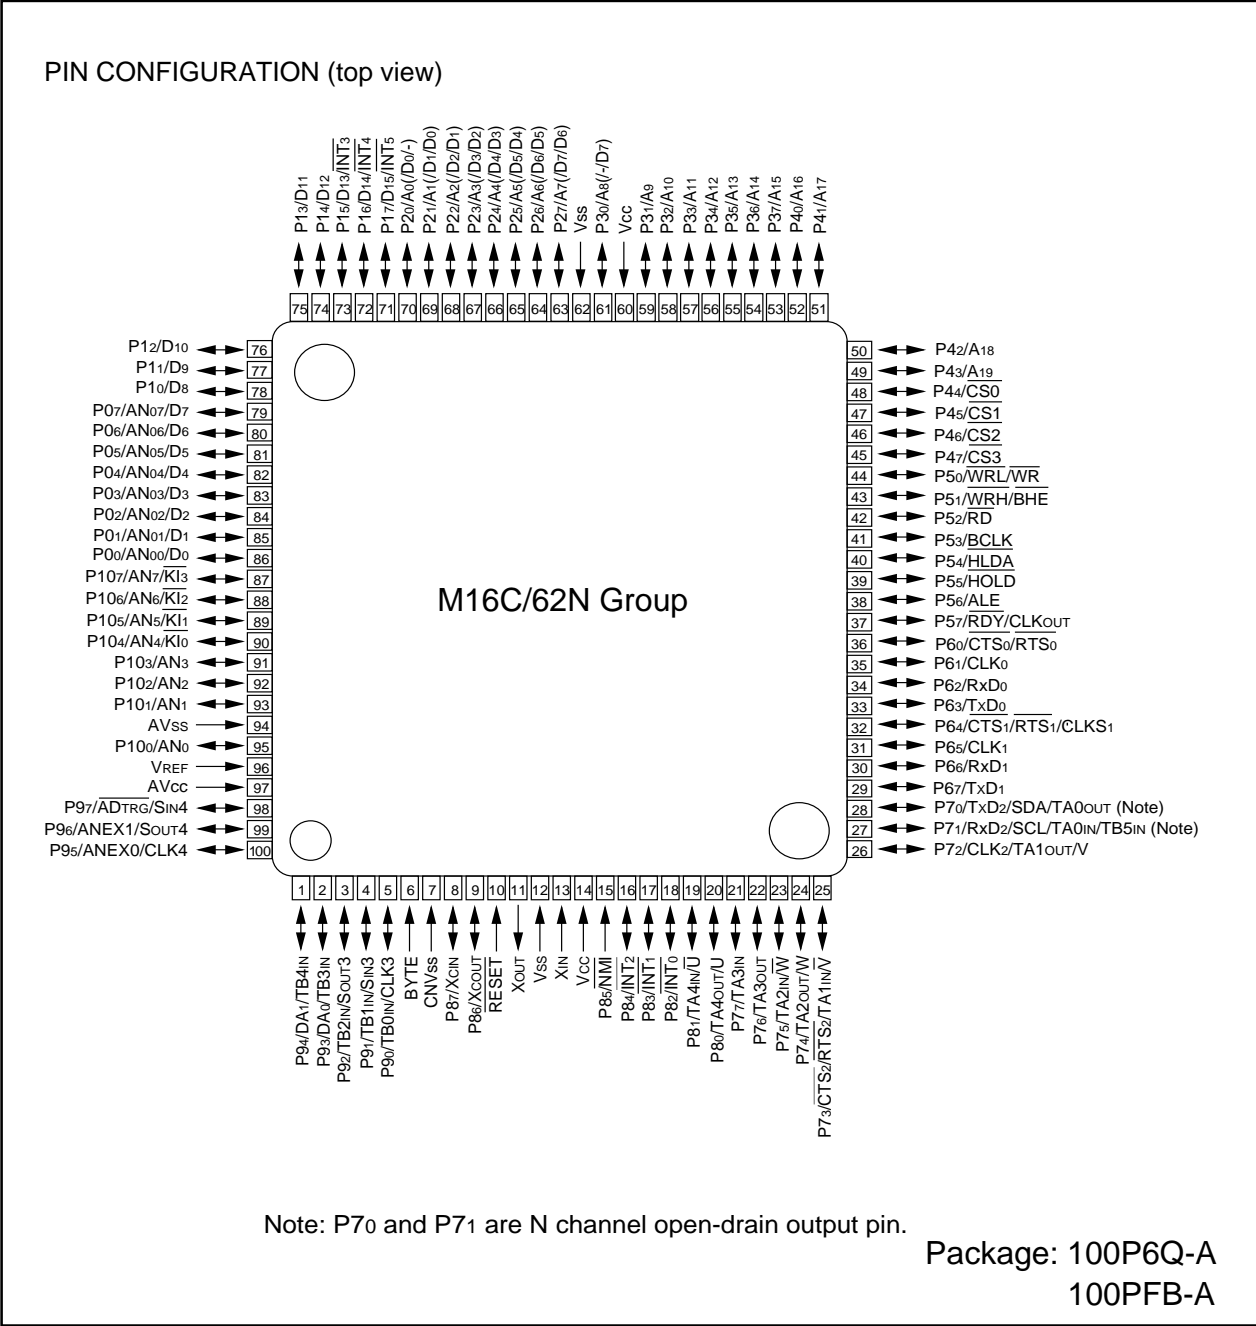 PIN CONFIGURATION (top view)
P13/D11
P14/D12
P15/D13/INT3
P16/D14/INT4
P17/D15/INT5
P20/A0(/D0/-)
P21/A1(/D1/D0)
P22/A2(/D2/D1)
P23/A3(/D3/D2)
P24/A4(/D4/D3)
P25/A5(/D5/D4)
P26/A6(/D6/D5)
P27/A7(/D7/D6)
Vss
P30/A8(/-/D7)
Vcc
P31/A9
P32/A10
P33/A11
P34/A12
P35/A13
P36/A14
P37/A15
P40/A16
P41/A17
75 74 73 72 71 70 69 68 67 66 65 64 63 62 61 60 59 58 57 56 55 54 53 52 51
P12/D10 76
P11/D9 77
P10/D8 78
P07/AN07/D7 79
P06/AN06/D6 80
P05/AN05/D5 81
P04/AN04/D4 82
P03/AN03/D3 83
P02/AN02/D2 84
P01/AN01/D1 85
P00/AN00/D0 86
P107/AN7/KI3 87
P106/AN6/KI2 88
P105/AN5/KI1 89
P104/AN4/KI0 90
P103/AN3 91
P102/AN2 92
P101/AN1 93
AVss 94
P100/AN0 95
VREF 96
AVcc 97
P97/ADTRG/SIN4 98
P96/ANEX1/SOUT4 99
P95/ANEX0/CLK4 100
M16C/62N Group
50 P42/A18
49 P43/A19
48 P44/CS0
47 P45/CS1
46 P46/CS2
45 P47/CS3
44 P50/WRL/WR
43 P51/WRH/BHE
42 P52/RD
41 P53/BCLK
40 P54/HLDA
39 P55/HOLD
38 P56/ALE
37 P57/RDY/CLKOUT
36 P60/CTS0/RTS0
35 P61/CLK0
34 P62/RxD0
33 P63/TxD0
32 P64/CTS1/RTS1/CLKS1
31 P65/CLK1
30 P66/RxD1
29 P67/TxD1
28 P70/TxD2/SDA/TA0OUT (Note)
27 P71/RxD2/SCL/TA0IN/TB5IN (Note)
26 P72/CLK2/TA1OUT/V
1 2 3 4 5 6 7 8 9 10 11 12 13 14 15 16 17 18 19 20 21 22 23 24 25
P94/DA1/TB4IN
P93/DA0/TB3IN
P92/TB2IN/SOUT3
P91/TB1IN/SIN3
P90/TB0IN/CLK3
BYTE
CNVss
P87/XCIN
P86/XCOUT
RESET
XOUT
Vss
XIN
Vcc
P85/NMI
P84/INT2
P83/INT1
P82/INT0
P81/TA4IN/U
P80/TA4OUT/U
P77/TA3IN
P76/TA3OUT
P75/TA2IN/W
P74/TA2OUT/W
P73/CTS2/RTS2/TA1IN/V
Note: P70 and P71 are N channel open-drain output pin.
Package: 100P6Q-A
100PFB-A